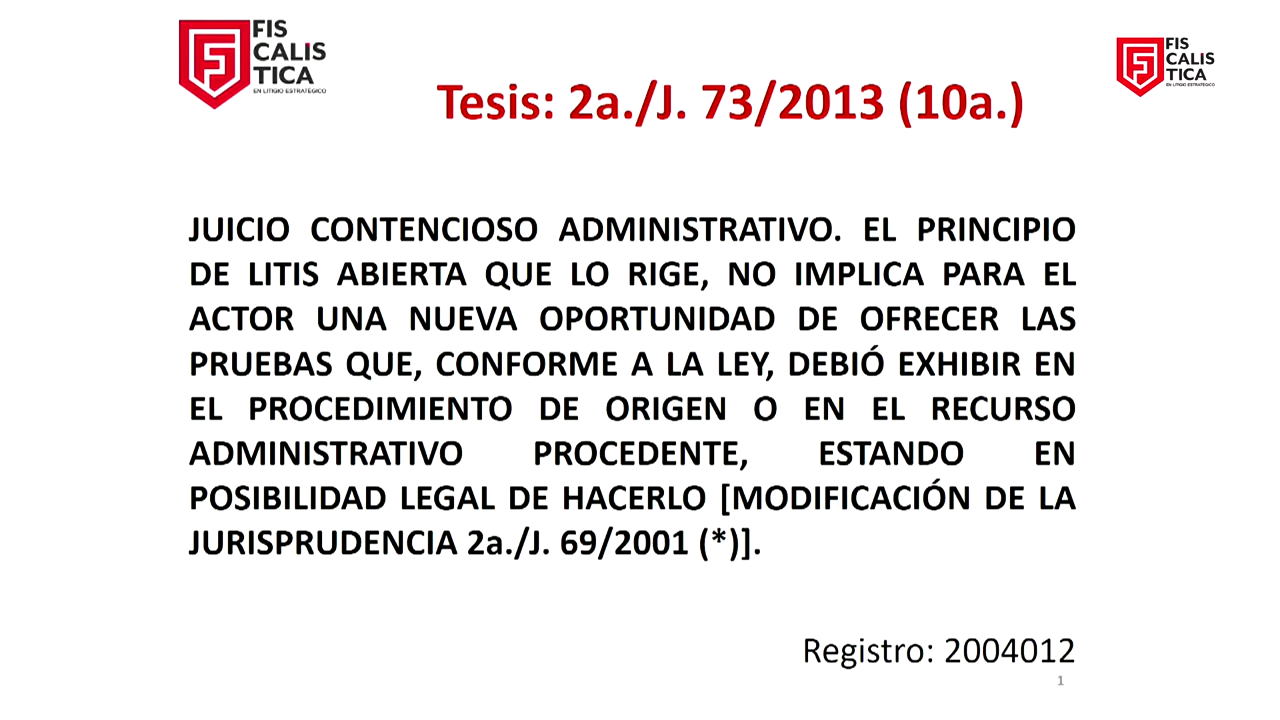 FIS
CALIS
TICA
EN LITIGIO ESTRATÉGICO
FIS
CALIS
TICA
EN LITIGIO ESTRATÉGICO
Tesis: 2a./J. 73/2013 (10a.)
JUICIO CONTENCIOSO ADMINISTRATIVO. EL PRINCIPIO
DE LITIS ABIERTA QUE LO RIGE, NO IMPLICA PARA EL
ACTOR UNA NUEVA OPORTUNIDAD DE OFRECER LAS
PRUEBAS QUE, CONFORME A LA LEY, DEBIÓ EXHIBIR EN
EL PROCEDIMIENTO DE ORIGEN O EN EL RECURSO
ADMINISTRATIVO PROCEDENTE, ESTANDO EN
POSIBILIDAD LEGAL DE HACERLO [MODIFICACIÓN DE LA
JURISPRUDENCIA 2a./J. 69/2001 (*)].
Registro: 2004012
1